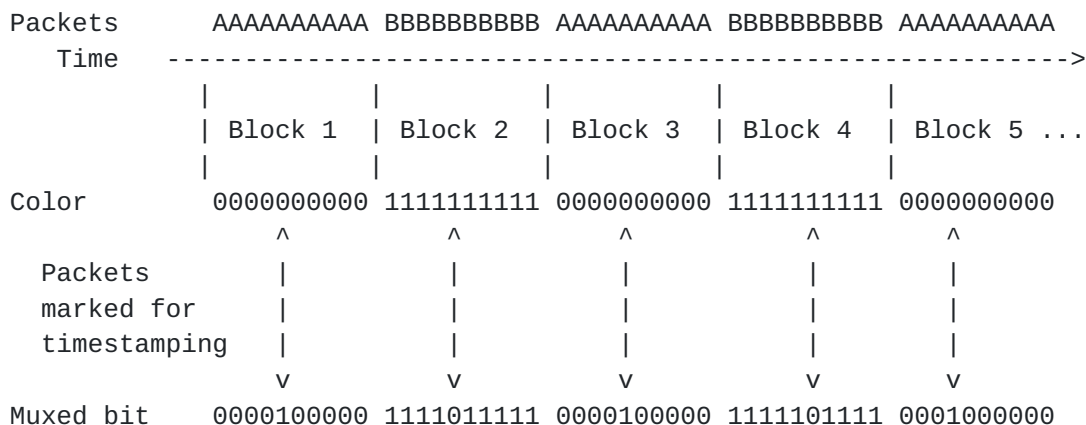 Packets      AAAAAAAAAA BBBBBBBBBB AAAAAAAAAA BBBBBBBBBB AAAAAAAAAA
   Time   ---------------------------------------------------------->
            |          |          |          |          |
            | Block 1  | Block 2  | Block 3  | Block 4  | Block 5 ...
            |          |          |          |          |
Color        0000000000 1111111111 0000000000 1111111111 0000000000
                 ^          ^          ^           ^        ^
  Packets        |          |          |           |        |
  marked for     |          |          |           |        |
  timestamping   |          |          |           |        |
                 v          v          v           v        v
Muxed bit    0000100000 1111011111 0000100000 1111101111 0001000000